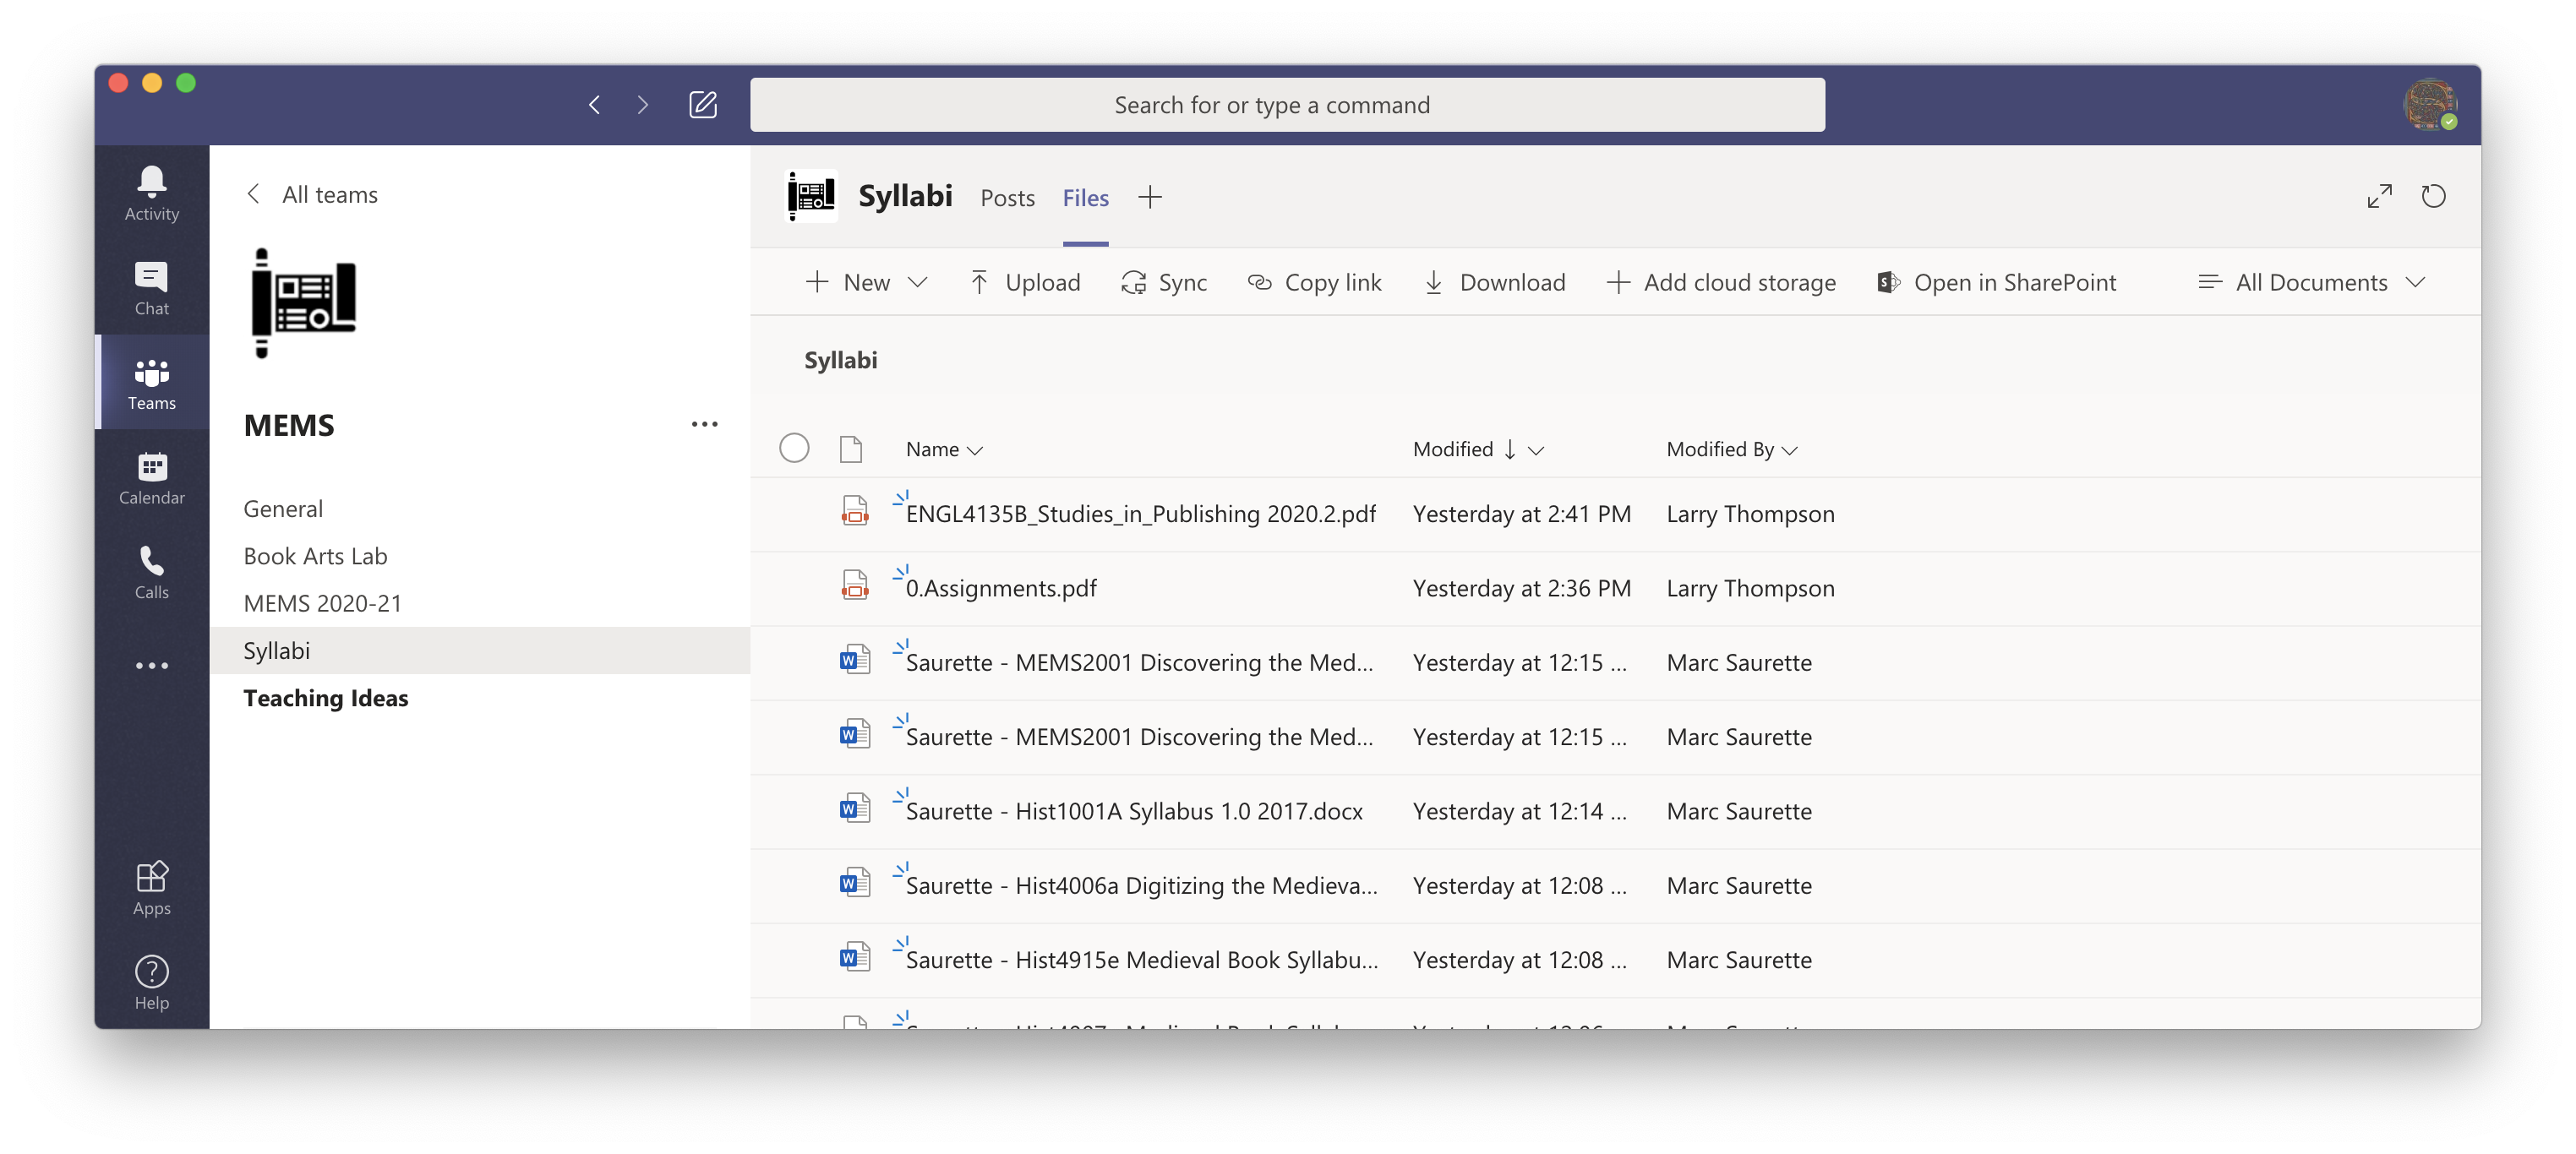 Search for or type a command
Activity
Chat
Teams
Calendar
Calls
Apps
Help
All teams
MEMS
General
Book Arts Lab
MEMS 2020-21
Syllabi
Teaching Ideas
Syllabi Posts Files
New Upload Sync Copy link Download Add cloud storage Open in SharePoint All Documents
Syllabi
Name Modified Modified By
ENGL4135B_Studies_in_Publishing 2020.2.pdf Yesterday at 2:41 PM Larry Thompson
0.Assignments.pdf Yesterday at 2:36 PM Larry Thompson
Saurette - MEMS2001 Discovering the Med... Yesterday at 12:15 ... Marc Saurette
Saurette - MEMS2001 Discovering the Med... Yesterday at 12:15 ... Marc Saurette
Saurette - Hist1001A Syllabus 1.0 2017.docx Yesterday at 12:14 ... Marc Saurette
Saurette - Hist4006a Digitizing the Medieva... Yesterday at 12:08 ... Marc Saurette
Saurette - Hist4915e Medieval Book Syllabu... Yesterday at 12:08 ... Marc Saurette